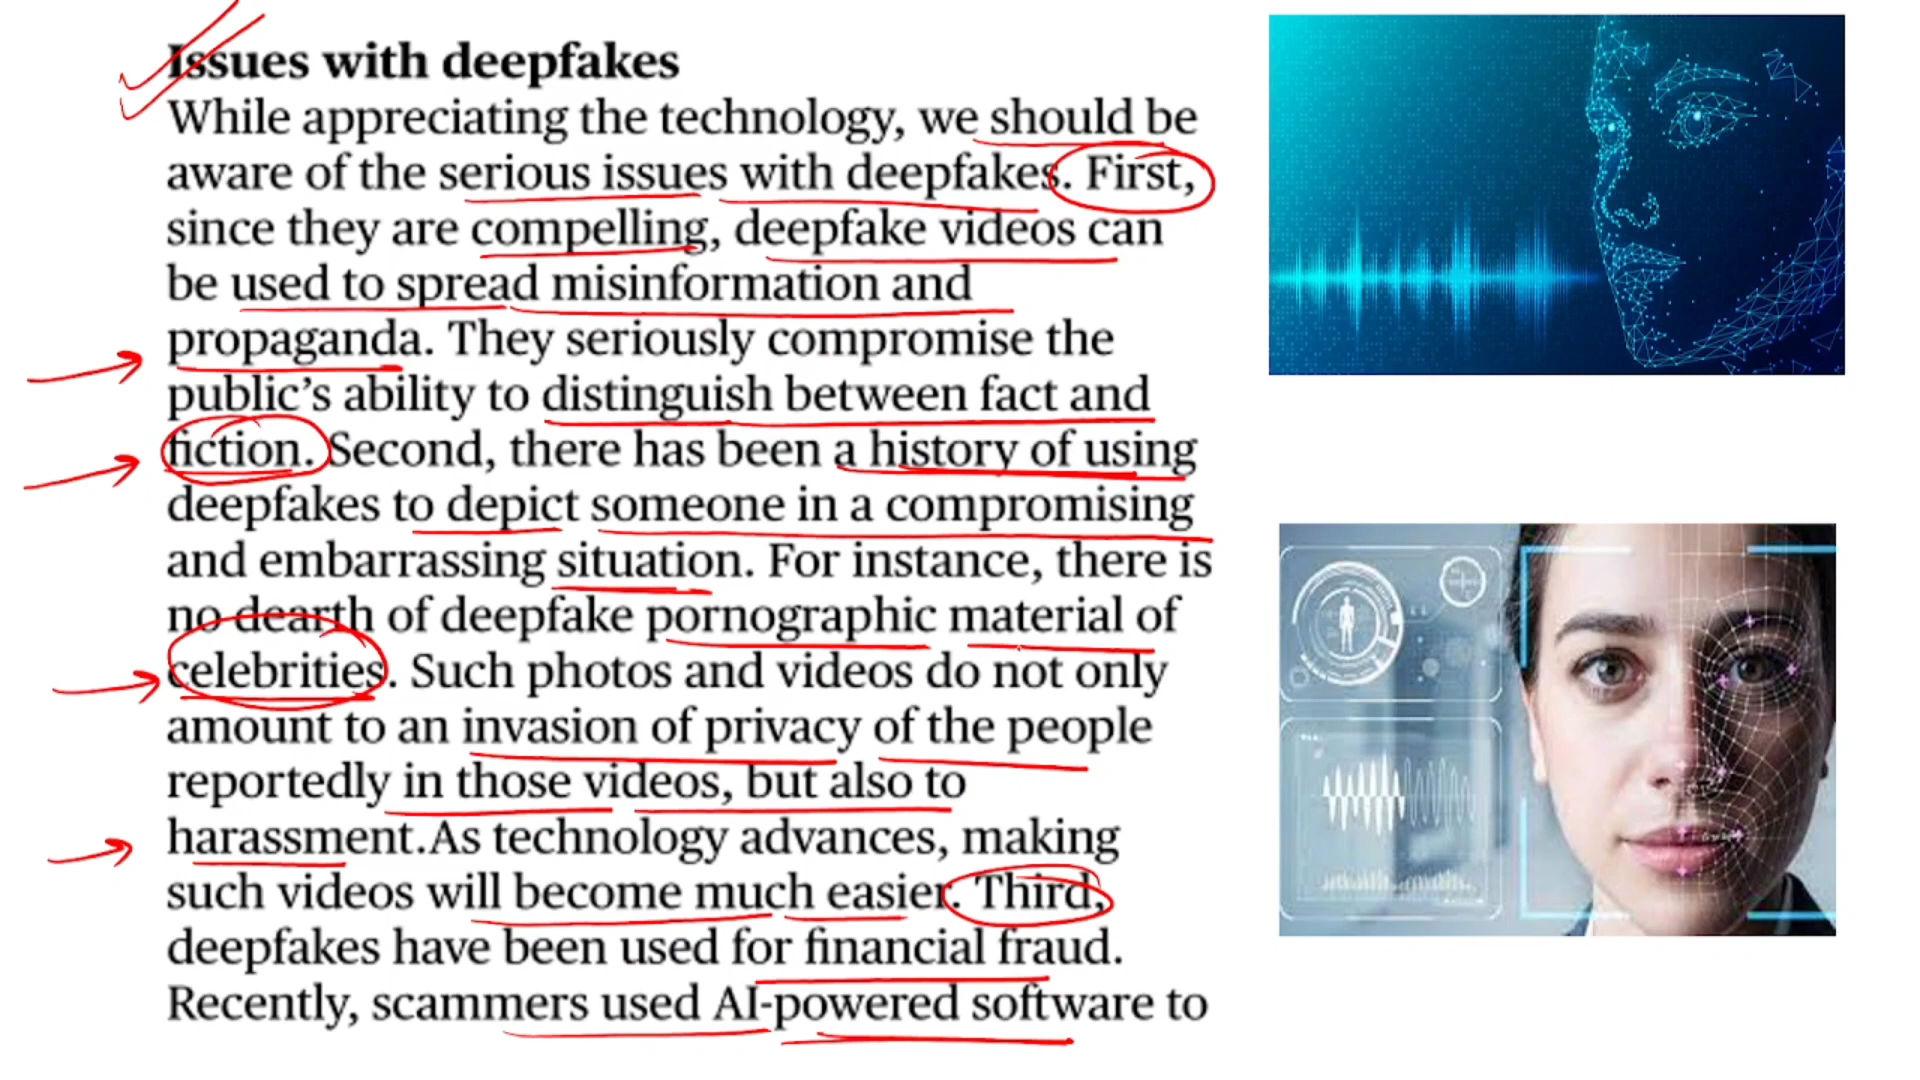 Issues with deepfakes
While appreciating the technology, we should be
aware of the serious issues with deepfakes. First,
since they are compelling, deepfake videos can
be used to spread misinformation and
propaganda. They seriously compromise the
public’s ability to distinguish between fact and
fiction. Second, there has been a history of using
deepfakes to depict someone in a compromising
and embarrassing situation. For instance, there is
no dearth of deepfake pornographic material of
celebrities. Such photos and videos do not only
amount to an invasion of privacy of the people
reportedly in those videos, but also to
harassment.As technology advances, making
such videos will become much easier. Third,
deepfakes have been used for financial fraud.
Recently, scammers used AI-powered software to